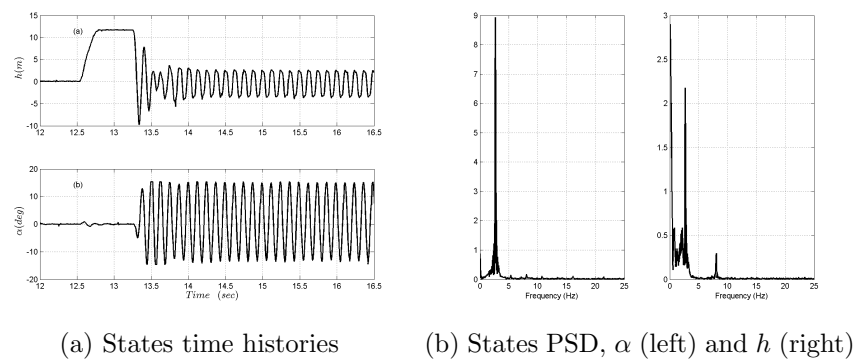 15
10
5
0
-5
-10
h(m)
(a)
12 12.5 13 13.5 14 14.5 15 15.5 16 16.5
20
10
0
-10
-20
α(deg)
(b)
12 12.5 13 13.5 14 14.5 15 15.5 16 16.5
Time (sec)
9
8
7
6
5
4
3
2
1
0
0 5 10 15 20 25
Frequency (Hz)
3
2.5
2
1.5
1
0.5
0
0 5 10 15 20 25
Frequency (Hz)
(a) States time histories
(b) States PSD, α (left) and h (right)